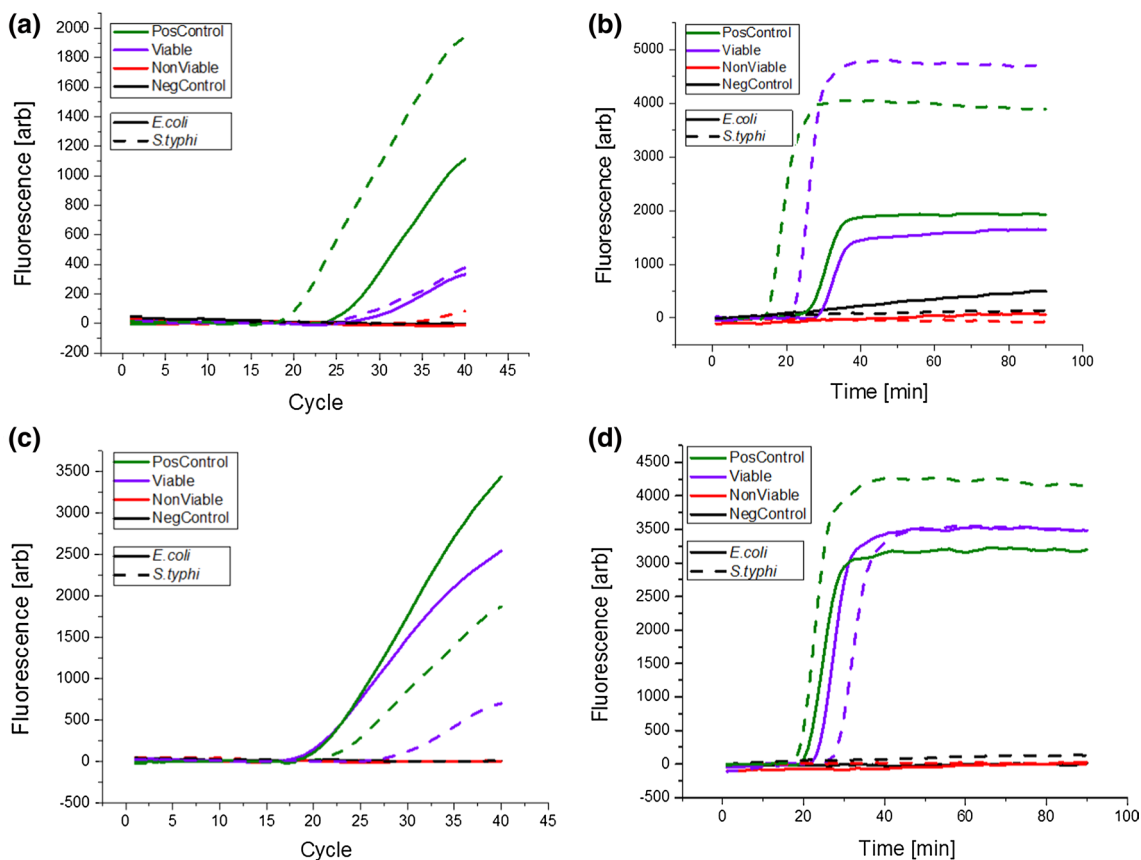 (a)
2000
1800
1600
1400
1200
1000
800
600
400
200
0
-200
Fluorescence [arb]
PosControl
Viable
NonViable
NegControl
E.coli
S.typhi
0 5 10 15 20 25 30 35 40 45
Cycle
(b)
5000
4000
3000
2000
1000
0
Fluorescence [arb]
PosControl
Viable
NonViable
NegControl
E.coli
S.typhi
0 20 40 60 80 100
Time [min]
(c)
3500
3000
2500
2000
1500
1000
500
0
-500
Fluorescence [arb]
PosControl
Viable
NonViable
NegControl
E.coli
S.typhi
0 5 10 15 20 25 30 35 40 45
Cycle
(d)
4500
4000
3500
3000
2500
2000
1500
1000
500
0
-500
Fluorescence [arb]
PosControl
Viable
NonViable
NegControl
E.coli
S.typhi
0 20 40 60 80 100
Time [min]